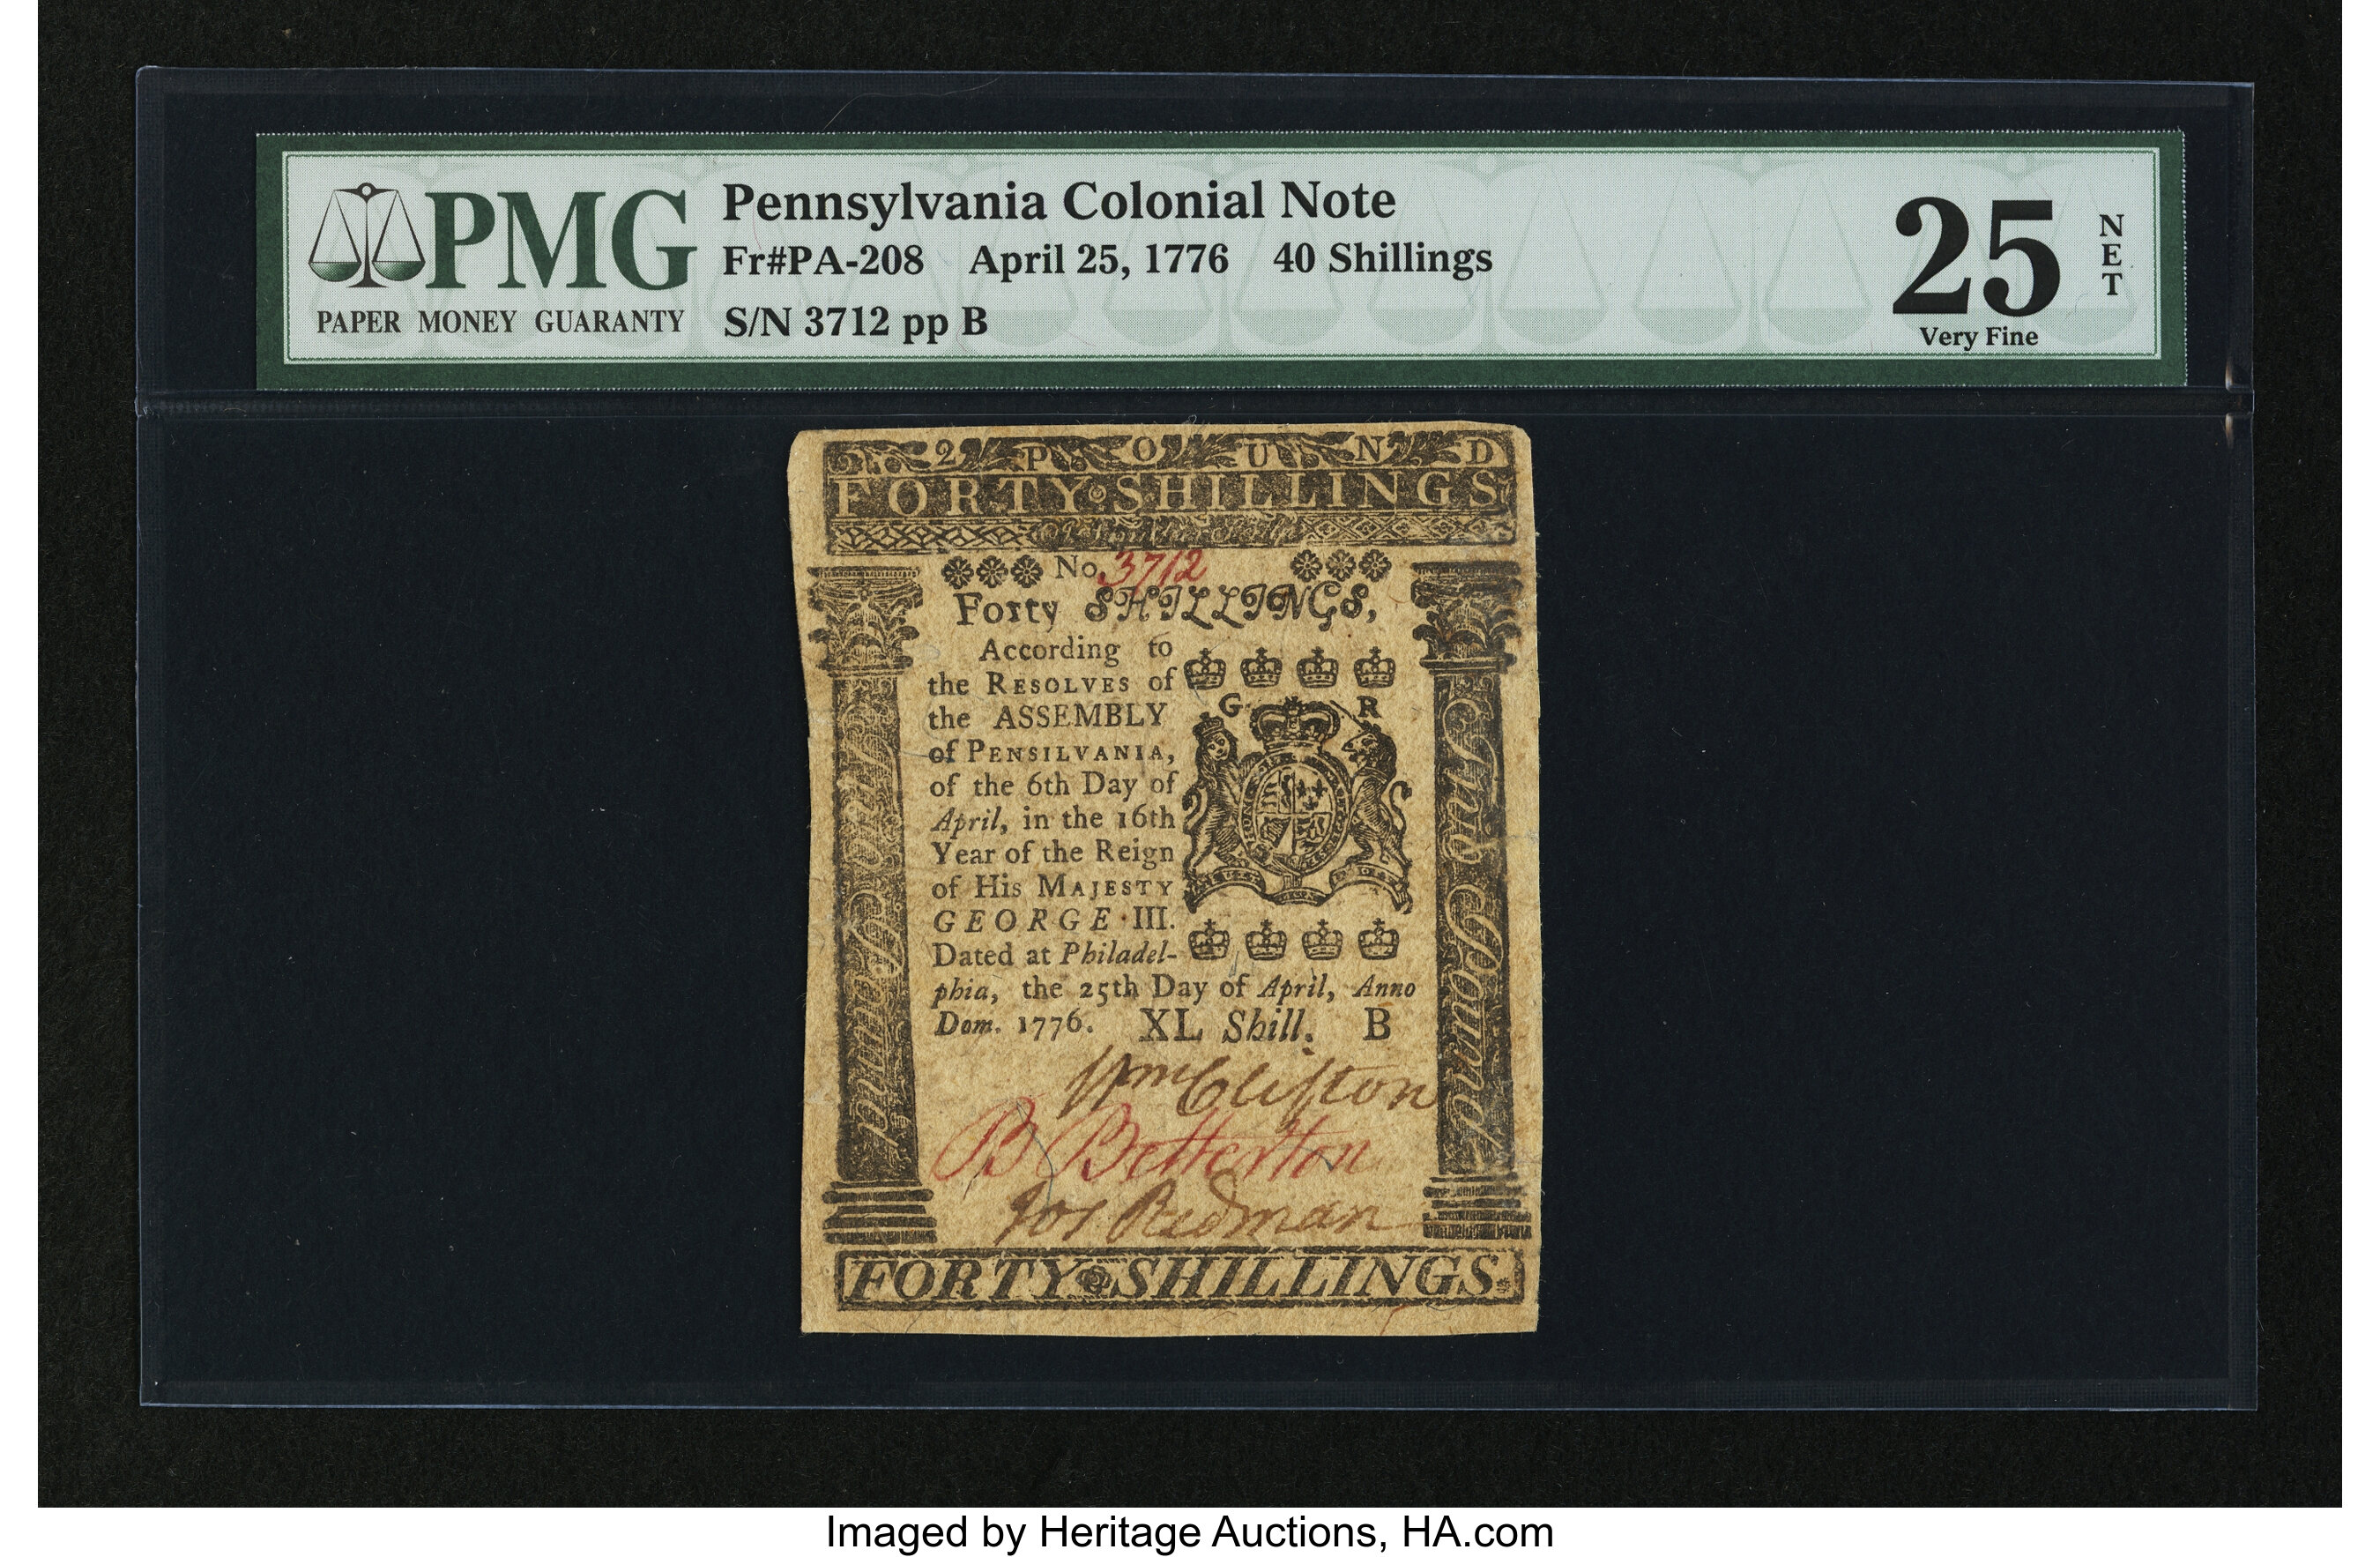 PMG
PAPER MONEY GUARANTY
Pennsylvania Colonial Note
Fr#PA-208 April 25, 1776 40 Shillings
S/N 3712 pp B
25
NET
Very Fine
2 POUND
FORTY SHILLINGS
No. 3712
Forty SHILLINGS,
According to
the RESOLVES of
the ASSEMBLY
of PENSILVANIA,
of the 6th Day of
April, in the 16th
Year of the Reign
of His MAJESTY
GEORGE III.
Dated at Philadel-
phia, the 25th Day of April, Anno
Dom. 1776. XL Shill. B
G R
Two Pound
Two Pound
Wm Clifton
B Betterton
Jos Redman
FORTY SHILLINGS.
Imaged by Heritage Auctions, HA.com